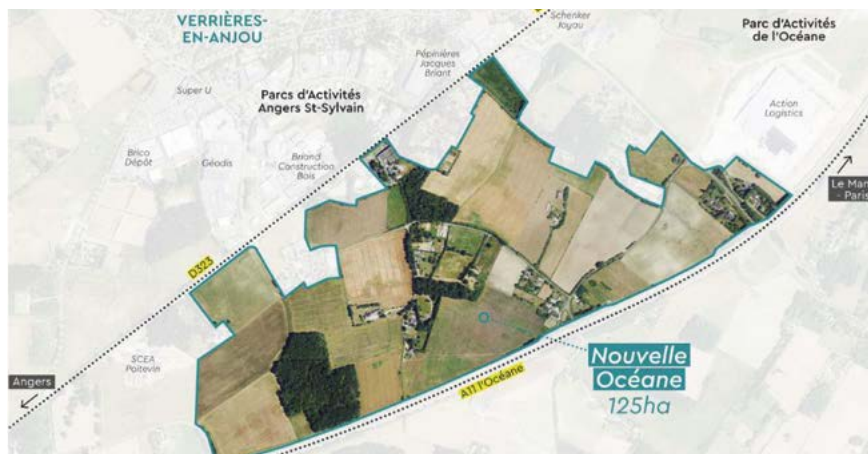 VERRIÈRES-
EN-ANJOU
Schenker
Joyau
Parc d'Activités
de l'Océane
Pépinières
Jacques
Briant
Super U
Parcs d'Activités
Angers St-Sylvain
Action
Logistics
Brico
Dépôt
Géodis
Briand
Construction
Bois
Le Man
- Paris
D323
SCEA
Poitevin
Angers
A11 l'Océane
Nouvelle
Océane
125ha